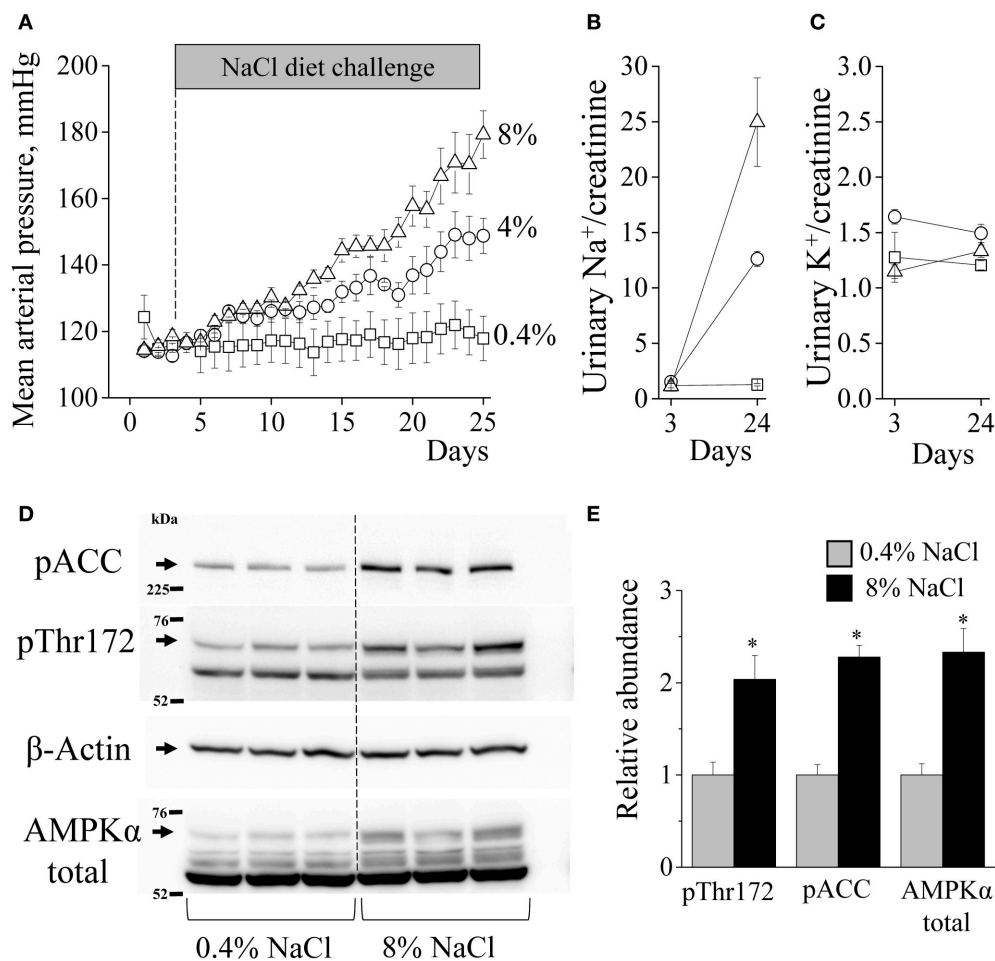 A
NaCl diet challenge
Mean arterial pressure, mmHg
200
180
160
140
120
100
8%
4%
0.4%
0
5
10
15
20
25
Days
B
Urinary Na⁺/creatinine
30
25
20
15
10
5
0
3
24
Days
C
Urinary K⁺/creatinine
3.0
2.5
2.0
1.5
1.0
0.5
0.0
3
24
Days
D
kDa
pACC
225
76
pThr172
52
β-Actin
76
AMPKα
total
52
0.4% NaCl
8% NaCl
E
0.4% NaCl
8% NaCl
Relative abundance
3
2
1
0
*
*
*
pThr172
pACC
AMPKα
total